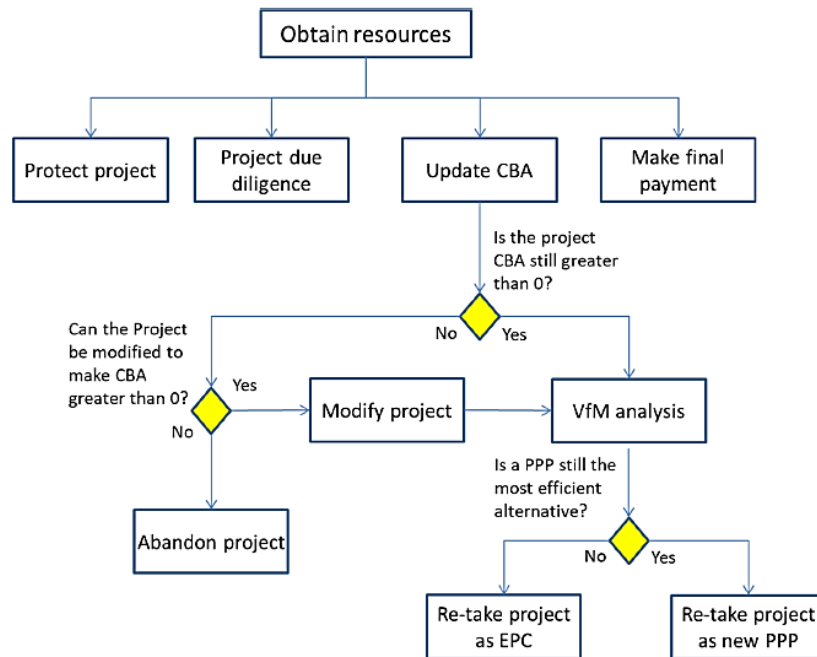 Obtain resources
Protect project
Project due
diligence
Update CBA
Make final
payment
Is the project
CBA still greater
than 0?
No
Yes
Can the Project
be modified to
make CBA
greater than 0?
Yes
No
Modify project
VfM analysis
Abandon project
Is a PPP still the
most efficient
alternative?
No
Yes
Re-take project
as EPC
Re-take project
as new PPP